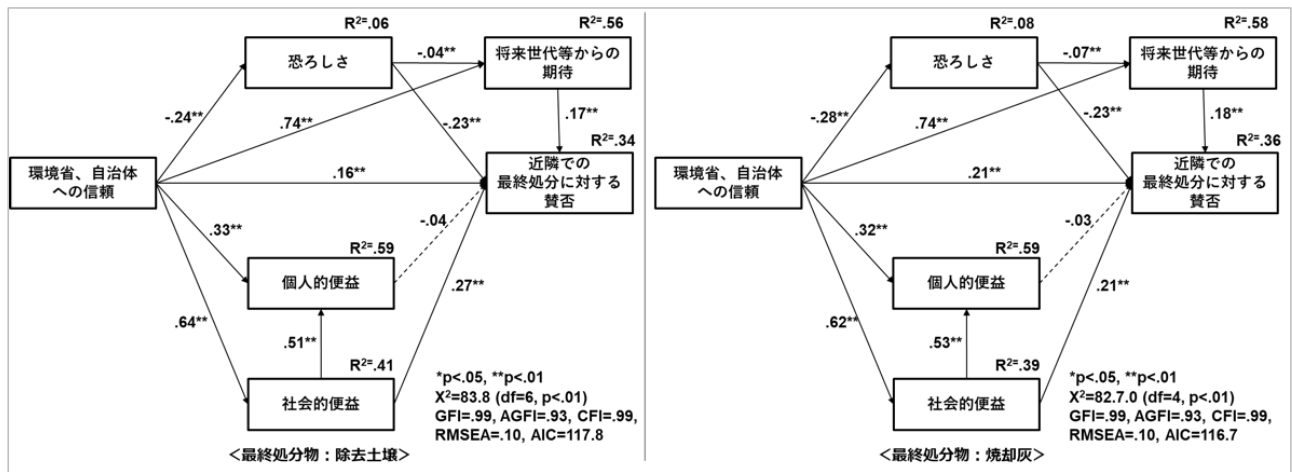 R²=.06
R²=.56
恐ろしさ
-.04**
将来世代等からの
期待
-.24**
.74**
-.23**
.17**
R²=.34
環境省、自治体
への信頼
.16**
近隣での
最終処分に対する
賛否
.33**
-.04
R²=.59
個人的便益
.27**
.64**
.51**
R²=.41
社会的便益
*p<.05, **p<.01
X²=83.8 (df=6, p<.01)
GFI=.99, AGFI=.93, CFI=.99,
RMSEA=.10, AIC=117.8
<最終処分物:除去土壌>
R²=.08
R²=.58
恐ろしさ
-.07**
将来世代等からの
期待
-.28**
.74**
-.23**
.18**
R²=.36
環境省、自治体
への信頼
.21**
近隣での
最終処分に対する
賛否
.32**
-.03
R²=.59
個人的便益
.21**
.62**
.53**
R²=.39
社会的便益
*p<.05, **p<.01
X²=82.7.0 (df=4, p<.01)
GFI=.99, AGFI=.93, CFI=.99,
RMSEA=.10, AIC=116.7
<最終処分物:焼却灰>